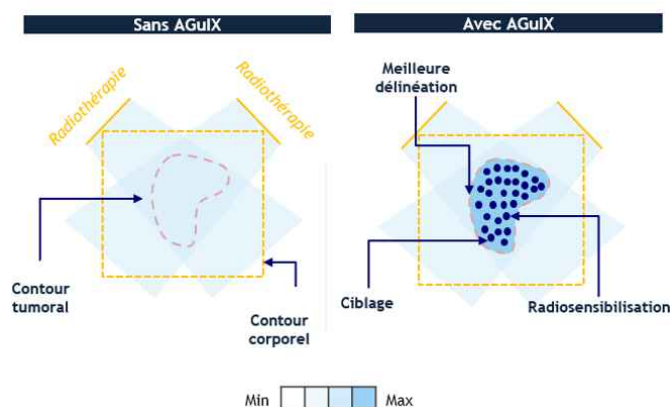 Sans AGuIX
Avec AGuIX
Radiothérapie
Radiothérapie
Contour
tumoral
Contour
corporel
Meilleure
délinéation
Ciblage
Radiosensibilisation
Min
Max